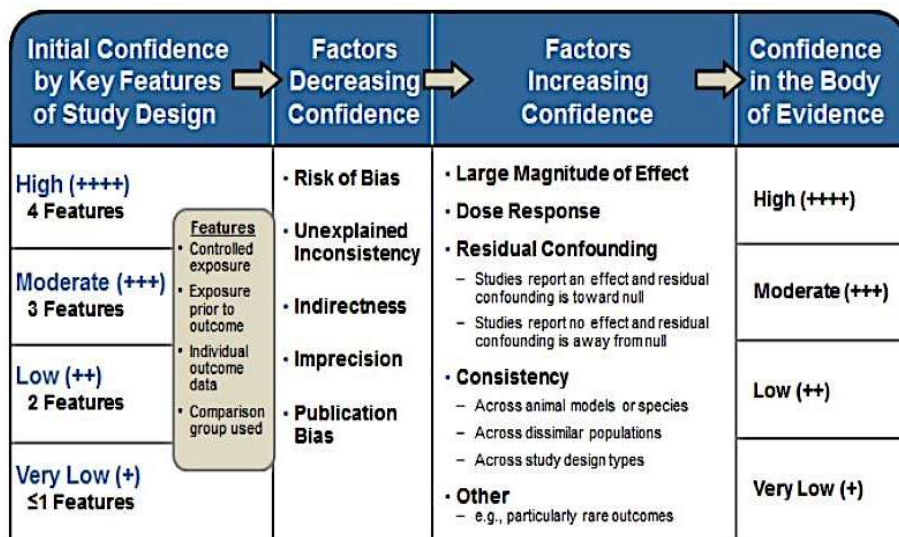 Initial Confidence
by Key Features
of Study Design
Factors
Decreasing
Confidence
Factors
Increasing
Confidence
Confidence
in the Body
of Evidence
High (++++)
4 Features
Moderate (+++)
3 Features
Low (++)
2 Features
Very Low (+)
≤1 Features
Features
• Controlled
exposure
• Exposure
prior to
outcome
• Individual
outcome
data
• Comparison
group used
• Risk of Bias
• Unexplained
Inconsistency
• Indirectness
• Imprecision
• Publication
Bias
• Large Magnitude of Effect
• Dose Response
• Residual Confounding
– Studies report an effect and residual
confounding is toward null
– Studies report no effect and residual
confounding is away from null
• Consistency
– Across animal models or species
– Across dissimilar populations
– Across study design types
• Other
– e.g., particularly rare outcomes
High (++++)
Moderate (+++)
Low (++)
Very Low (+)